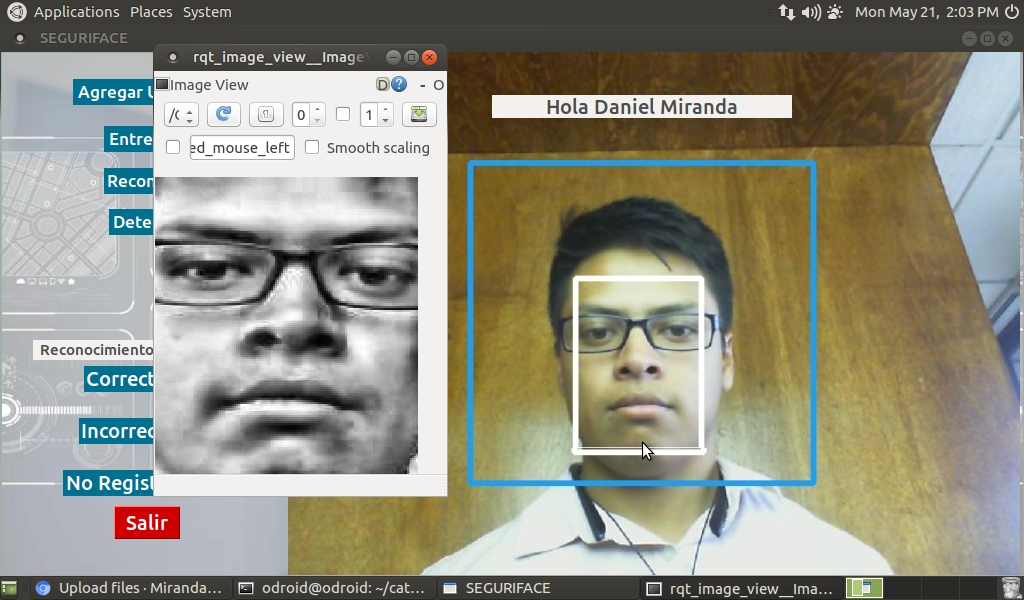 Applications Places System
Mon May 21, 2:03 PM
SEGURIFACE
rqt_image_view__Image
Image View
D ? - O
/c
0
1
ed_mouse_left
Smooth scaling
Hola Daniel Miranda
Agregar U
Entre
Recon
Dete
Reconocimiento
Correct
Incorrec
No Regist
Salir
Upload files · Miranda... odroid@odroid: ~/cat... SEGURIFACE rqt_image_view__Ima...